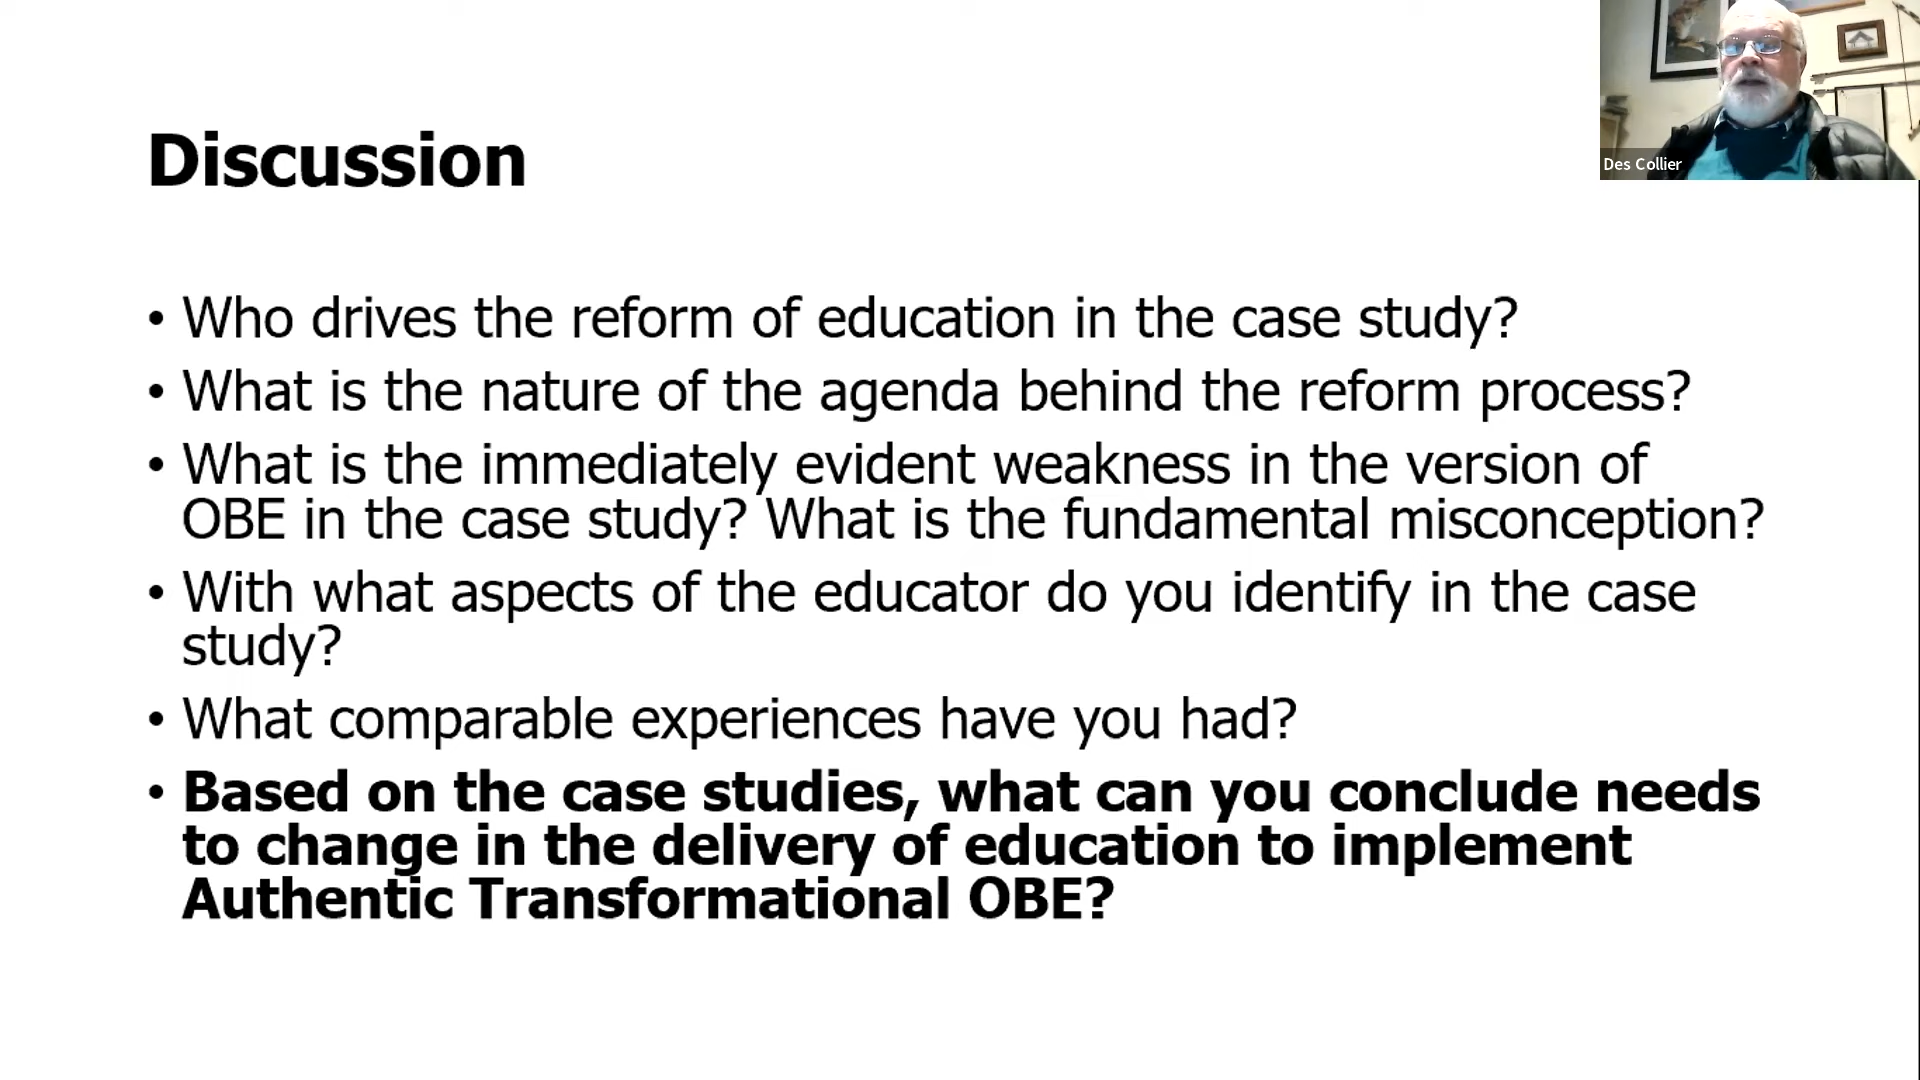 Des Collier
Discussion
• Who drives the reform of education in the case study?
• What is the nature of the agenda behind the reform process?
• What is the immediately evident weakness in the version of
OBE in the case study? What is the fundamental misconception?
• With what aspects of the educator do you identify in the case
study?
• What comparable experiences have you had?
• Based on the case studies, what can you conclude needs
to change in the delivery of education to implement
Authentic Transformational OBE?